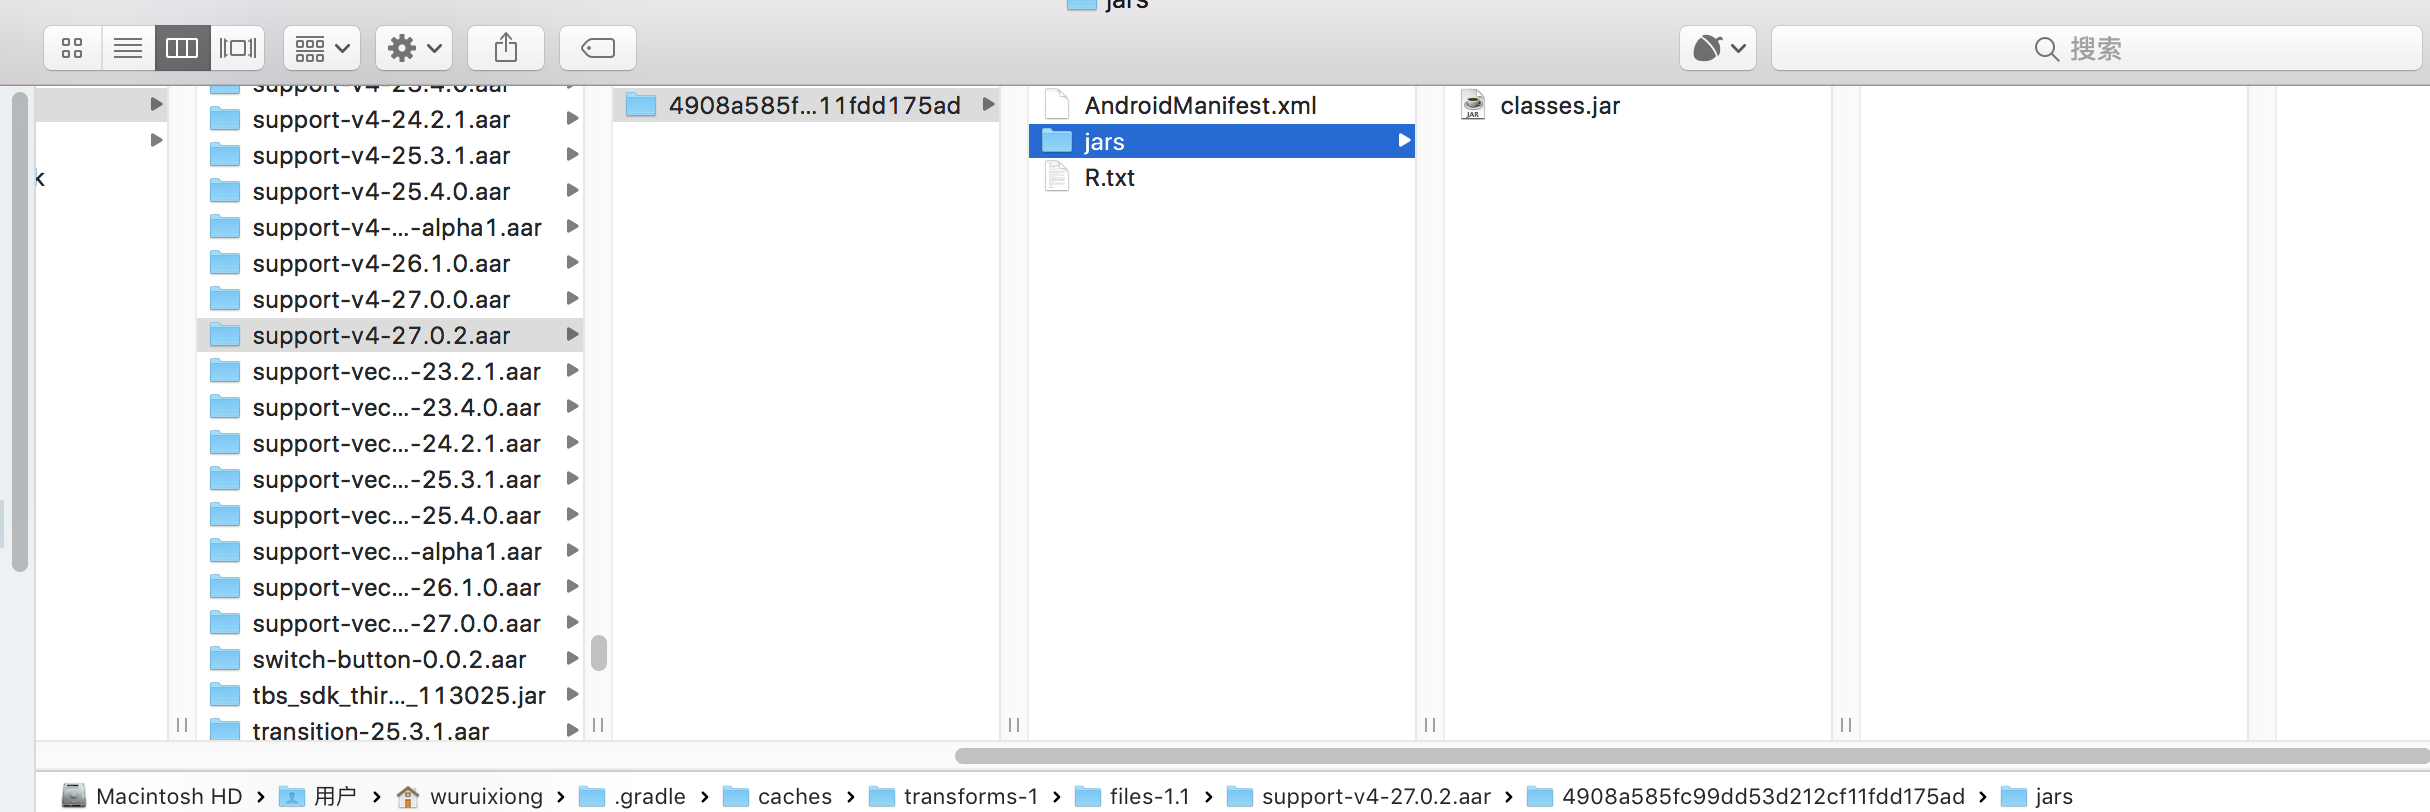 jars
搜索
support-v4-23.4.0.aar
support-v4-24.2.1.aar
support-v4-25.3.1.aar
support-v4-25.4.0.aar
support-v4-...-alpha1.aar
support-v4-26.1.0.aar
support-v4-27.0.0.aar
support-v4-27.0.2.aar
support-vec...-23.2.1.aar
support-vec...-23.4.0.aar
support-vec...-24.2.1.aar
support-vec...-25.3.1.aar
support-vec...-25.4.0.aar
support-vec...-alpha1.aar
support-vec...-26.1.0.aar
support-vec...-27.0.0.aar
switch-button-0.0.2.aar
tbs_sdk_thir..._113025.jar
transition-25.3.1.aar
4908a585f...11fdd175ad
AndroidManifest.xml
jars
R.txt
classes.jar
JAR
Macintosh HD › 用户 › wuruixiong › .gradle › caches › transforms-1 › files-1.1 › support-v4-27.0.2.aar › 4908a585fc99dd53d212cf11fdd175ad › jars